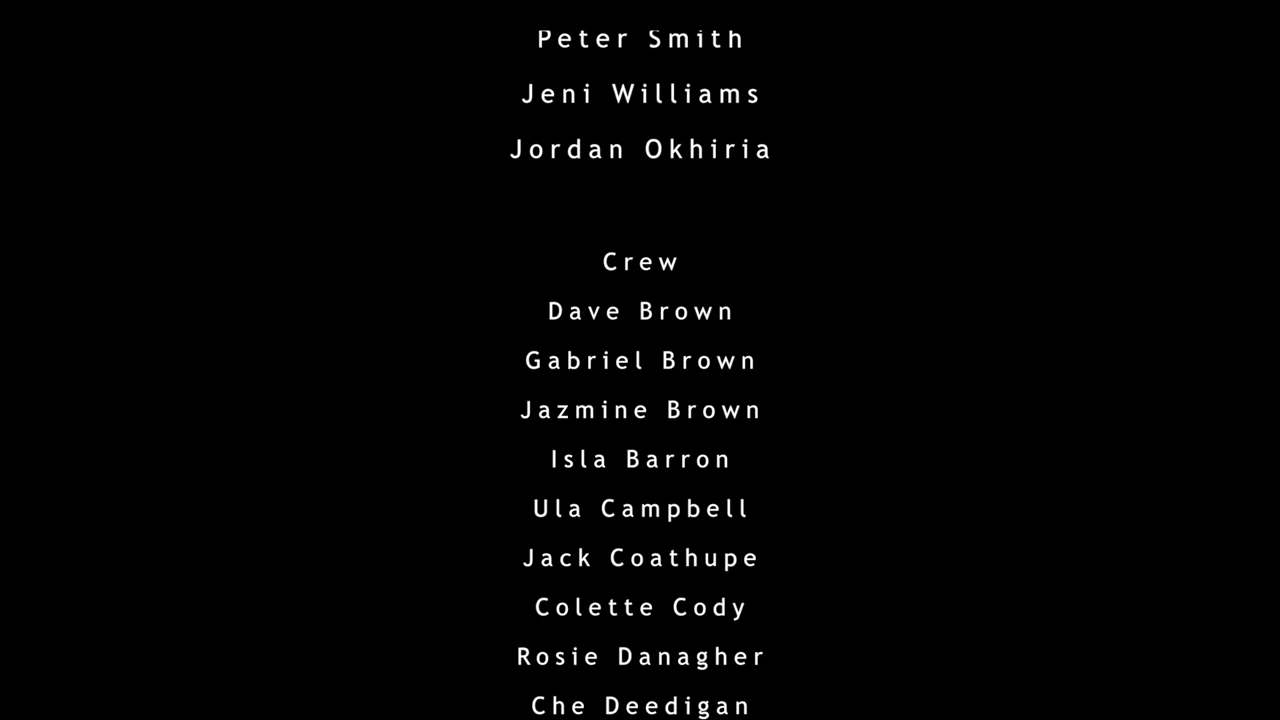 Peter Smith
Jeni Williams
Jordan Okhiria
Crew
Dave Brown
Gabriel Brown
Jazmine Brown
Isla Barron
Ula Campbell
Jack Coathupe
Colette Cody
Rosie Danagher
Che Deedigan